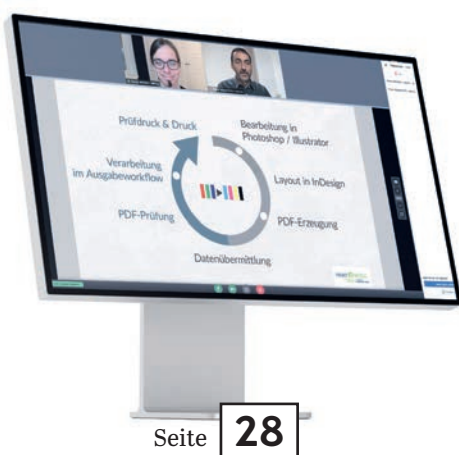 Prüfdruck & Druck
Bearbeitung in
Photoshop / Illustrator
Verarbeitung
im Ausgabeworkflow
Layout in InDesign
PDF-Prüfung
PDF-Erzeugung
Datenübermittlung
Seite 28